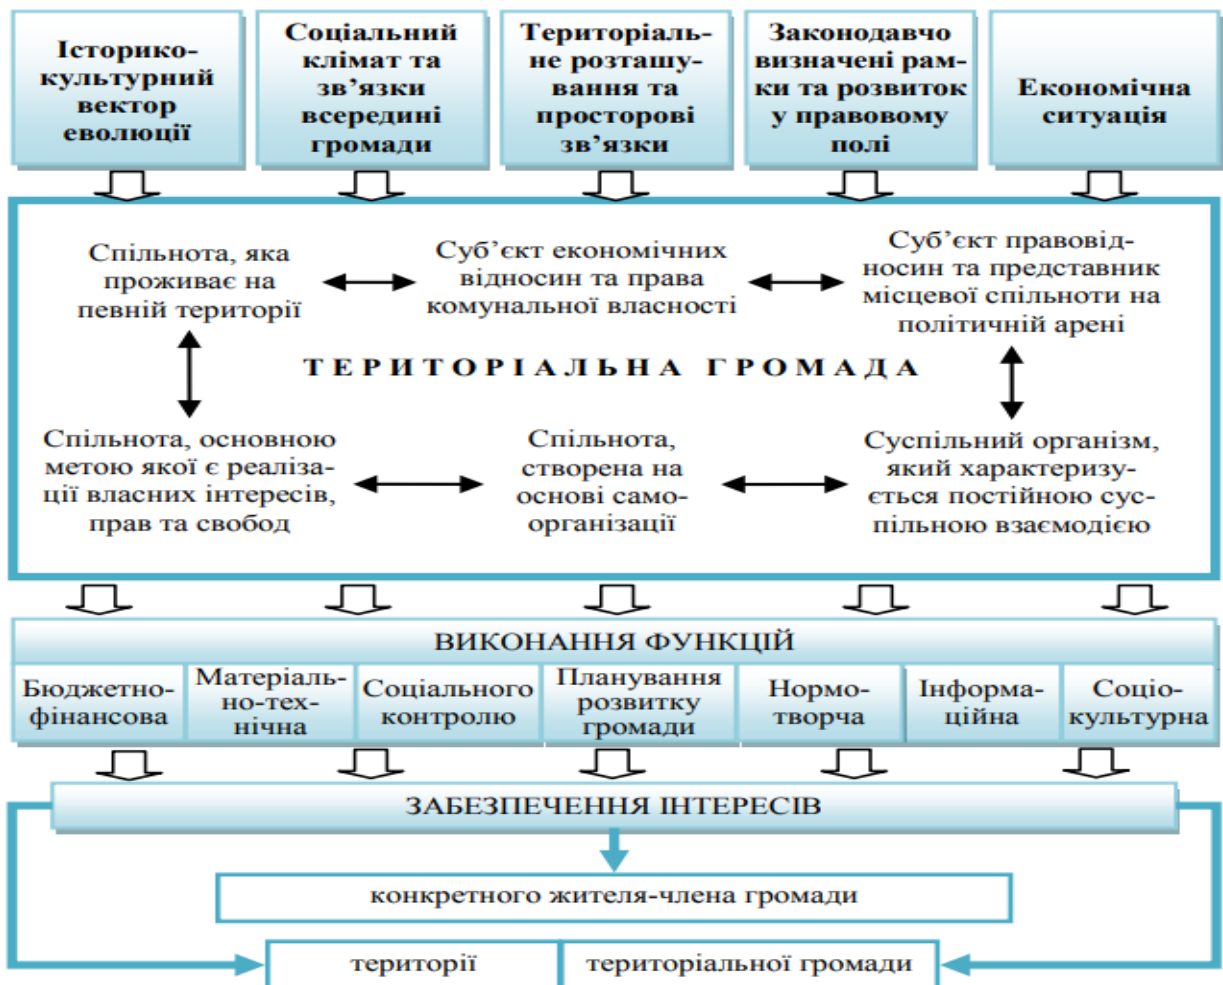 Історико-
культурний
вектор
еволюції
Соціальний
клімат та
зв’язки
всередині
громади
Територіаль-
не розташу-
вання та
просторові
зв’язки
Законодавчо
визначені рам-
ки та розвиток
у правовому
полі
Економічна
ситуація
Спільнота, яка
проживає на
певній території
Суб’єкт економічних
відносин та права
комунальної власності
Суб’єкт правовід-
носин та представник
місцевої спільноти на
політичній арені
ТЕРИТОРІАЛЬНА ГРОМАДА
Спільнота, основною
метою якої є реаліза-
ції власних інтересів,
прав та свобод
Спільнота,
створена на
основі само-
організації
Суспільний організм,
який характеризу-
ється постійною сус-
пільною взаємодією
ВИКОНАННЯ ФУНКЦІЙ
Бюджетно-
фінансова
Матеріаль-
но-тех-
нічна
Соціального
контролю
Планування
розвитку
громади
Нормо-
творча
Інформа-
ційна
Соціо-
культурна
ЗАБЕЗПЕЧЕННЯ ІНТЕРЕСІВ
конкретного жителя-члена громади
території
територіальної громади